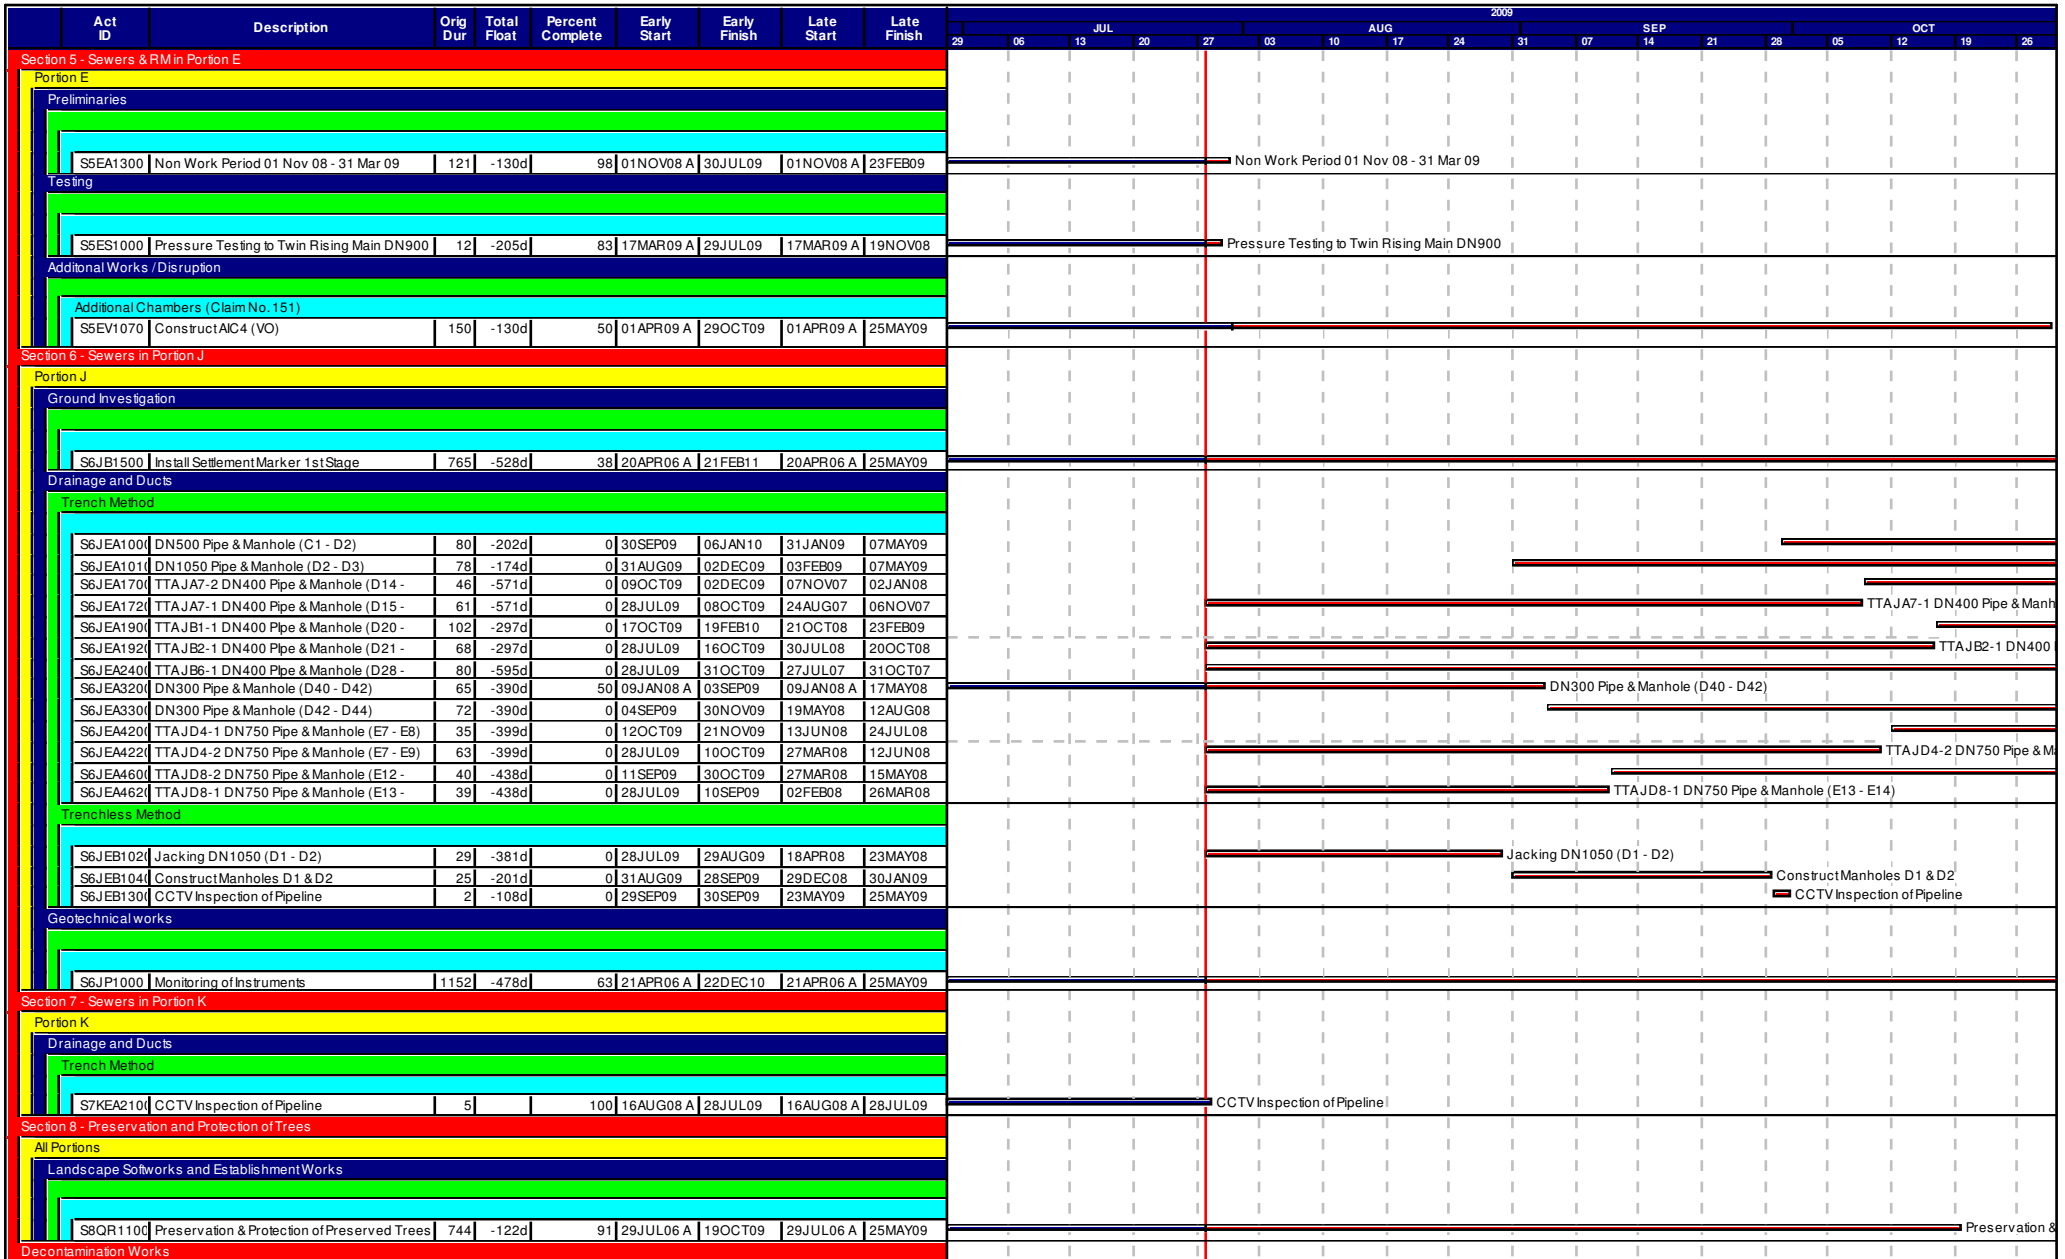 Act ID Description Orig Dur Total Float Percent Complete Early Start Early Finish Late Start Late Finish
2009
JUL AUG SEP OCT
29 06 13 20 27 03 10 17 24 31 07 14 21 28 05 12 19 26
Section 5 - Sewers & RM in Portion E
Portion E
Preliminaries
S5EA1300 Non Work Period 01 Nov 08 - 31 Mar 09 121 -130d 98 01NOV08 A 30JUL09 01NOV08 A 23FEB09 Non Work Period 01 Nov 08 - 31 Mar 09
Testing
S5ES1000 Pressure Testing to Twin Rising Main DN900 12 -205d 83 17MAR09 A 29JUL09 17MAR09 A 19NOV08 Pressure Testing to Twin Rising Main DN900
Additonal Works / Disruption
Additional Chambers (Claim No. 151)
S5EV1070 Construct AIC4 (VO) 150 -130d 50 01APR09 A 29OCT09 01APR09 A 25MAY09
Section 6 - Sewers in Portion J
Portion J
Ground Investigation
S6JB1500 Install Settlement Marker 1st Stage 765 -528d 38 20APR06 A 21FEB11 20APR06 A 25MAY09
Drainage and Ducts
Trench Method
S6JEA1000 DN500 Pipe & Manhole (C1 - D2) 80 -202d 0 30SEP09 06JAN10 31JAN09 07MAY09
S6JEA1010 DN1050 Pipe & Manhole (D2 - D3) 78 -174d 0 31AUG09 02DEC09 03FEB09 07MAY09
S6JEA1700 TTAJA7-2 DN400 Pipe & Manhole (D14 - 46 -571d 0 09OCT09 02DEC09 07NOV07 02JAN08
S6JEA1720 TTAJA7-1 DN400 Pipe & Manhole (D15 - 61 -571d 0 28JUL09 08OCT09 24AUG07 06NOV07 TTAJA7-1 DN400 Pipe & Manh
S6JEA1900 TTAJB1-1 DN400 Pipe & Manhole (D20 - 102 -297d 0 17OCT09 19FEB10 21OCT08 23FEB09
S6JEA1920 TTAJB2-1 DN400 Pipe & Manhole (D21 - 68 -297d 0 28JUL09 16OCT09 30JUL08 20OCT08 TTAJB2-1 DN400
S6JEA2400 TTAJB6-1 DN400 Pipe & Manhole (D28 - 80 -595d 0 28JUL09 31OCT09 27JUL07 31OCT07
S6JEA3200 DN300 Pipe & Manhole (D40 - D42) 65 -390d 50 09JAN08 A 03SEP09 09JAN08 A 17MAY08 DN300 Pipe & Manhole (D40 - D42)
S6JEA3300 DN300 Pipe & Manhole (D42 - D44) 72 -390d 0 04SEP09 30NOV09 19MAY08 12AUG08
S6JEA4200 TTAJD4-1 DN750 Pipe & Manhole (E7 - E8) 35 -399d 0 12OCT09 21NOV09 13JUN08 24JUL08
S6JEA4220 TTAJD4-2 DN750 Pipe & Manhole (E7 - E9) 63 -399d 0 28JUL09 10OCT09 27MAR08 12JUN08 TTAJD4-2 DN750 Pipe & Ma
S6JEA4600 TTAJD8-2 DN750 Pipe & Manhole (E12 - 40 -438d 0 11SEP09 30OCT09 27MAR08 15MAY08
S6JEA4620 TTAJD8-1 DN750 Pipe & Manhole (E13 - 39 -438d 0 28JUL09 10SEP09 02FEB08 26MAR08 TTAJD8-1 DN750 Pipe & Manhole (E13 - E14)
Trenchless Method
S6JEB1020 Jacking DN1050 (D1 - D2) 29 -381d 0 28JUL09 29AUG09 18APR08 23MAY08 Jacking DN1050 (D1 - D2)
S6JEB1040 Construct Manholes D1 & D2 25 -201d 0 31AUG09 28SEP09 29DEC08 30JAN09 Construct Manholes D1 & D2
S6JEB1300 CCTV Inspection of Pipeline 2 -108d 0 29SEP09 30SEP09 23MAY09 25MAY09 CCTV Inspection of Pipeline
Geotechnical works
S6JP1000 Monitoring of Instruments 1152 -478d 63 21APR06 A 22DEC10 21APR06 A 25MAY09
Section 7 - Sewers in Portion K
Portion K
Drainage and Ducts
Trench Method
S7KEA2100 CCTV Inspection of Pipeline 5 100 16AUG08 A 28JUL09 16AUG08 A 28JUL09 CCTV Inspection of Pipeline
Section 8 - Preservation and Protection of Trees
All Portions
Landscape Softworks and Establishment Works
S8QR1100 Preservation & Protection of Preserved Trees 744 -122d 91 29JUL06 A 19OCT09 29JUL06 A 25MAY09 Preservation &
Decontamination Works